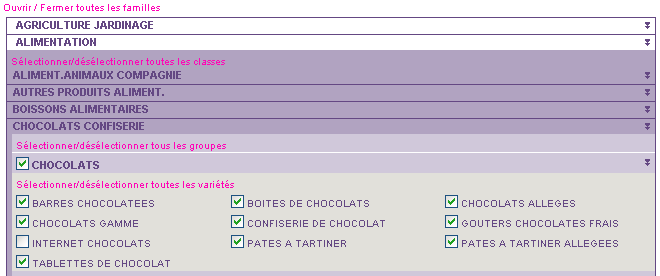 Ouvrir / Fermer toutes les familles
AGRICULTURE JARDINAGE
ALIMENTATION
Sélectionner/désélectionner toutes les classes
ALIMENT.ANIMAUX COMPAGNIE
AUTRES PRODUITS ALIMENT.
BOISSONS ALIMENTAIRES
CHOCOLATS CONFISERIE
Sélectionner/désélectionner tous les groupes
CHOCOLATS
Sélectionner/désélectionner toutes les variétés
BARRES CHOCOLATEES BOITES DE CHOCOLATS CHOCOLATS ALLEGES
CHOCOLATS GAMME CONFISERIE DE CHOCOLAT GOUTERS CHOCOLATES FRAIS
INTERNET CHOCOLATS PATES A TARTINER PATES A TARTINER ALLEGEES
TABLETTES DE CHOCOLAT